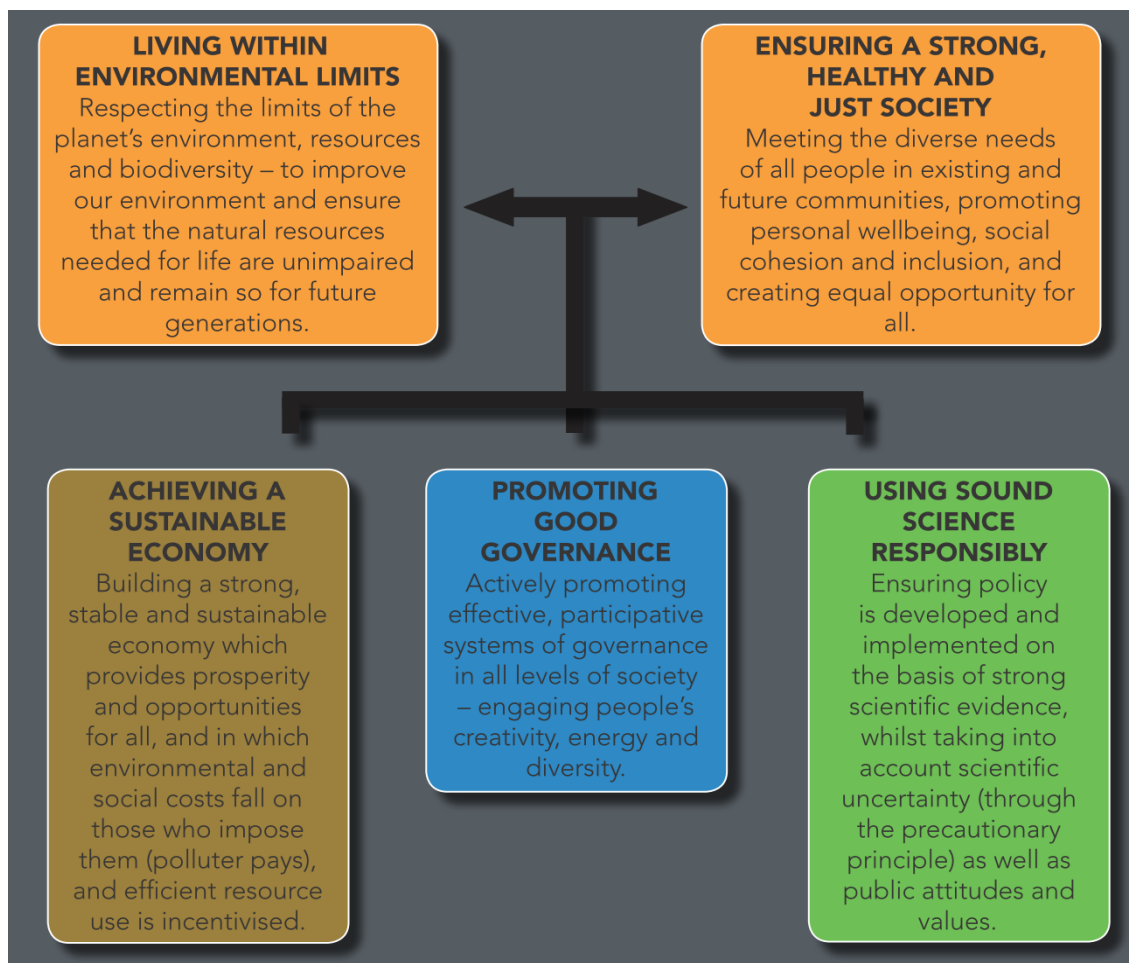 LIVING WITHIN
ENVIRONMENTAL LIMITS
Respecting the limits of the
planet’s environment, resources
and biodiversity – to improve
our environment and ensure
that the natural resources
needed for life are unimpaired
and remain so for future
generations.
ENSURING A STRONG,
HEALTHY AND
JUST SOCIETY
Meeting the diverse needs
of all people in existing and
future communities, promoting
personal wellbeing, social
cohesion and inclusion, and
creating equal opportunity for
all.
ACHIEVING A
SUSTAINABLE
ECONOMY
Building a strong,
stable and sustainable
economy which
provides prosperity
and opportunities
for all, and in which
environmental and
social costs fall on
those who impose
them (polluter pays),
and efficient resource
use is incentivised.
PROMOTING
GOOD
GOVERNANCE
Actively promoting
effective, participative
systems of governance
in all levels of society
– engaging people’s
creativity, energy and
diversity.
USING SOUND
SCIENCE
RESPONSIBLY
Ensuring policy
is developed and
implemented on
the basis of strong
scientific evidence,
whilst taking into
account scientific
uncertainty (through
the precautionary
principle) as well as
public attitudes and
values.